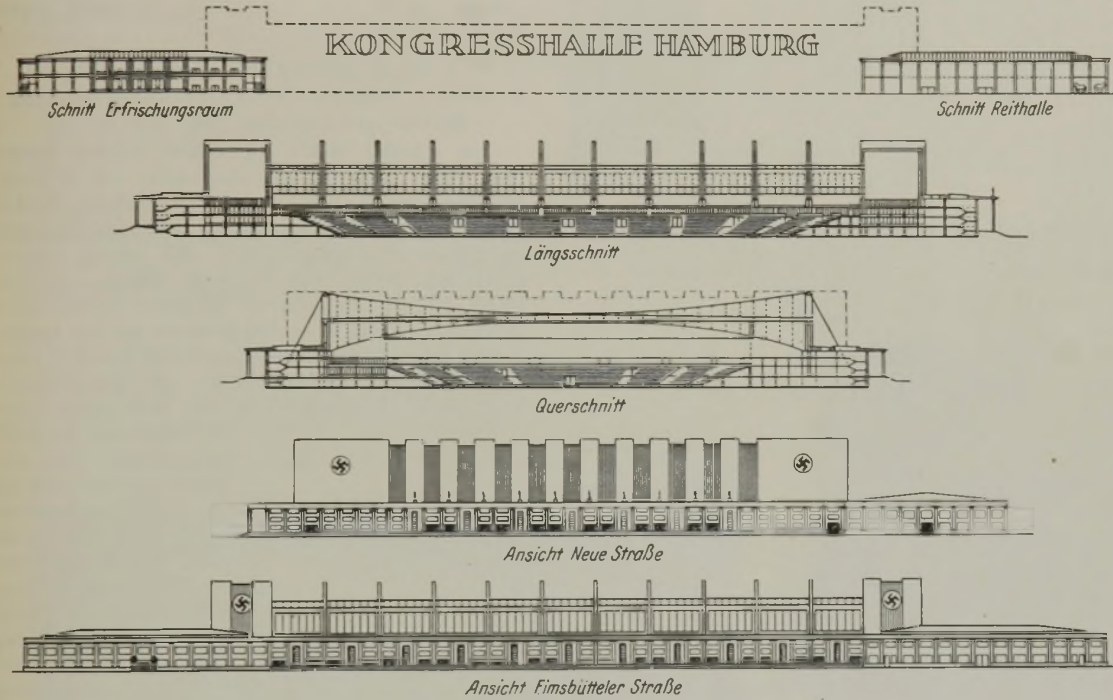 KONGRESSHALLE HAMBURG
Schnitt Erfrischungsraum
Schnitt Reithalle
Längsschnitt
Querschnitt
Ansicht Neue Straße
Ansicht Eimsbütteler Straße